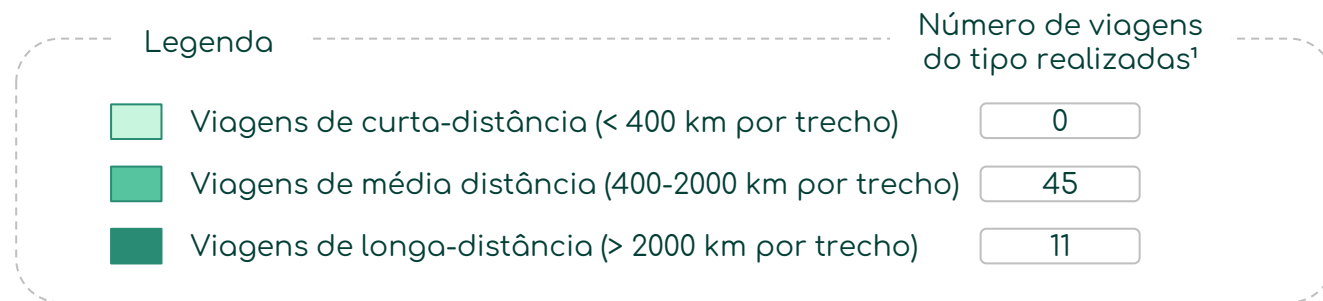 Legenda
Número de viagens
do tipo realizadas¹
Viagens de curta-distância (< 400 km por trecho)
0
Viagens de média distância (400-2000 km por trecho)
45
Viagens de longa-distância (> 2000 km por trecho)
11